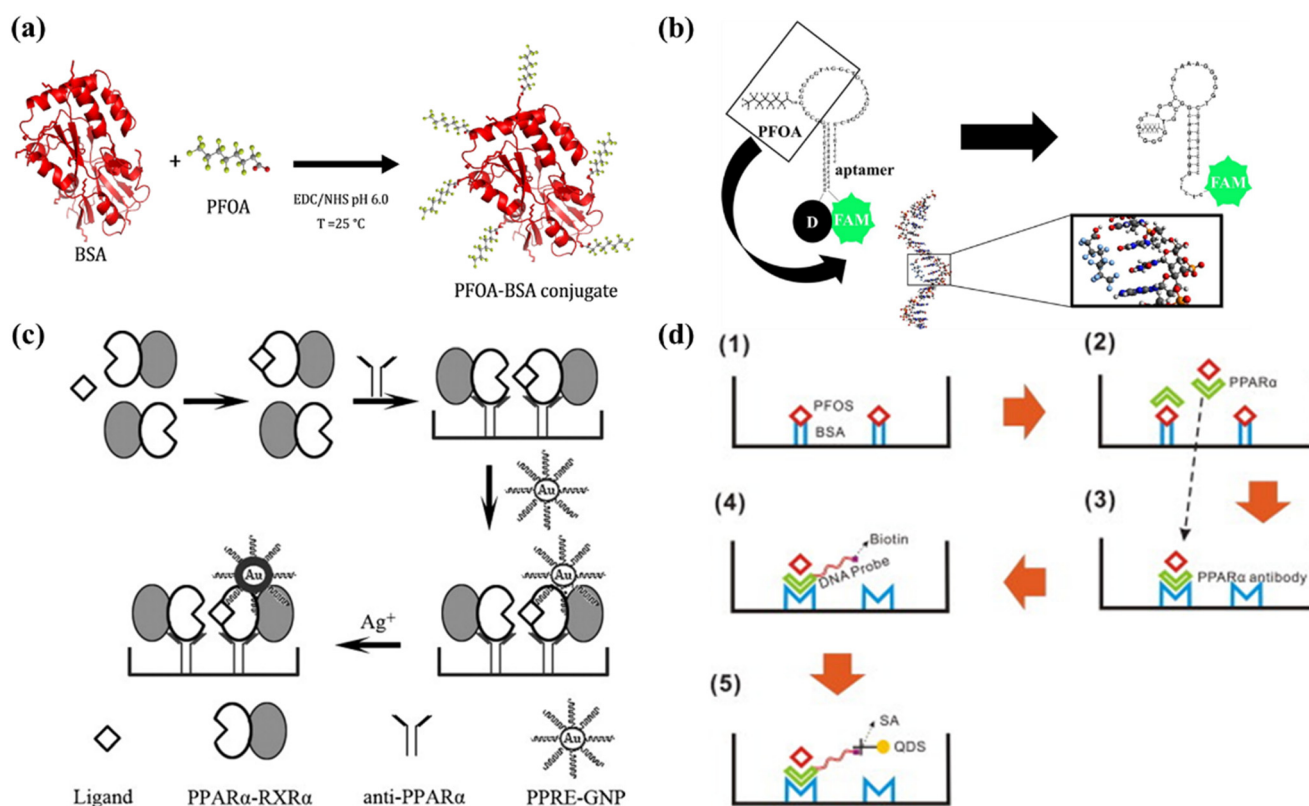 (a)
BSA
+
PFOA
EDC/NHS pH 6.0
T =25 °C
PFOA-BSA conjugate
(b)
PFOA
aptamer
D
FAM
FAM
(c)
Au
Au
Au
Ag⁺
Ligand
PPARα-RXRα
anti-PPARα
Au
PPRE-GNP
(d)
(1)
PFOS
BSA
(2)
PPARα
(3)
PPARα antibody
(4)
Biotin
DNA Probe
(5)
SA
QDS